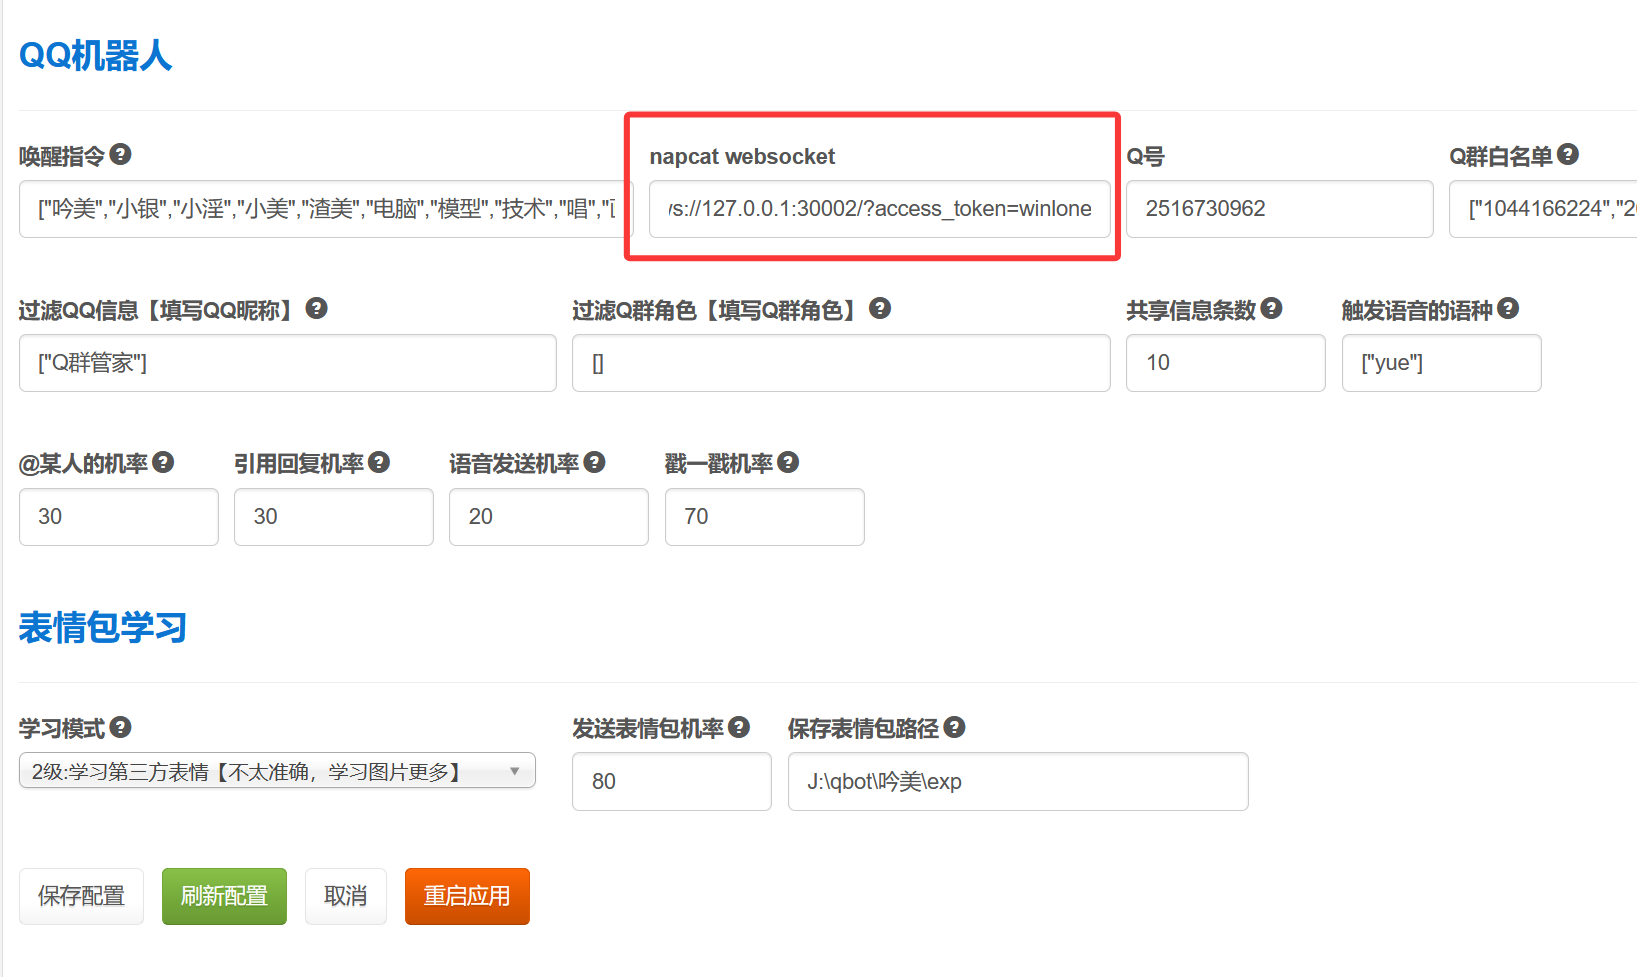 QQ机器人
唤醒指令 napcat websocket Q号 Q群白名单
["吟美","小银","小淫","小美","渣美","电脑","模型","技术","唱"," s://127.0.0.1:30002/?access_token=winlone 2516730962 ["1044166224","2
过滤QQ信息【填写QQ昵称】 过滤Q群角色【填写Q群角色】 共享信息条数 触发语音的语种
["Q群管家"] [] 10 ["yue"]
@某人的机率 引用回复机率 语音发送机率 戳一戳机率
30 30 20 70
表情包学习
学习模式 发送表情包机率 保存表情包路径
2级:学习第三方表情【不太准确，学习图片更多】 80 J:\qbot\吟美\exp
保存配置 刷新配置 取消 重启应用